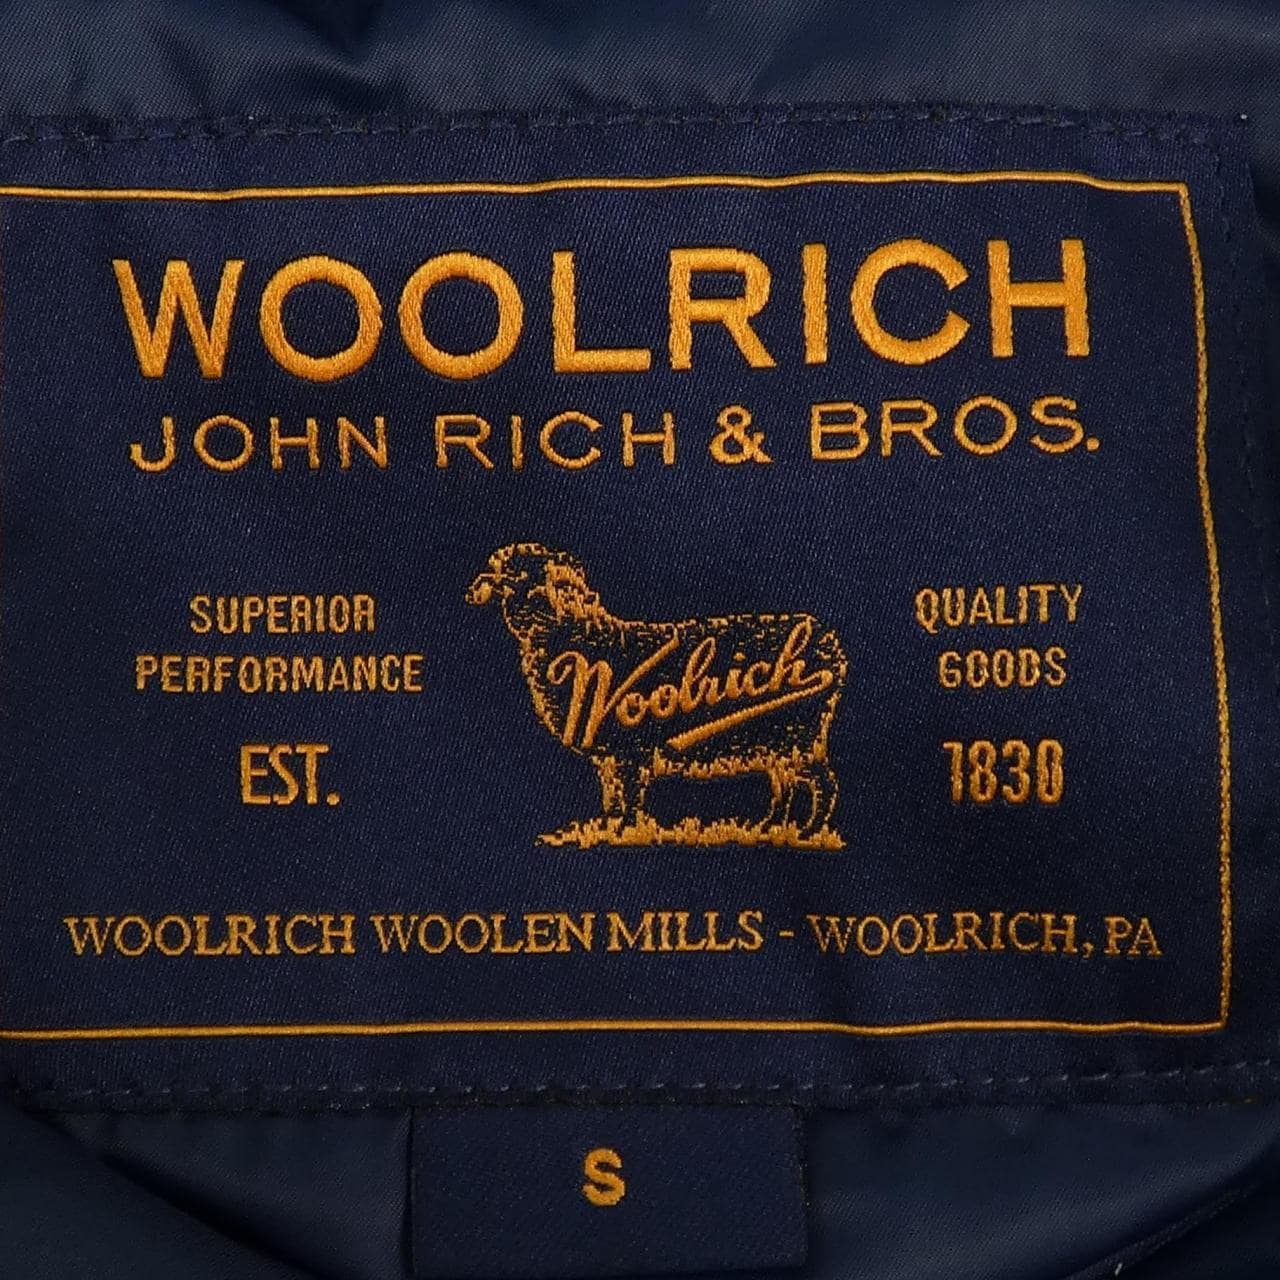 WOOLRICH
JOHN RICH & BROS.
SUPERIOR
PERFORMANCE
EST.
Woolrich
QUALITY
GOODS
1830
WOOLRICH WOOLEN MILLS - WOOLRICH, PA
S